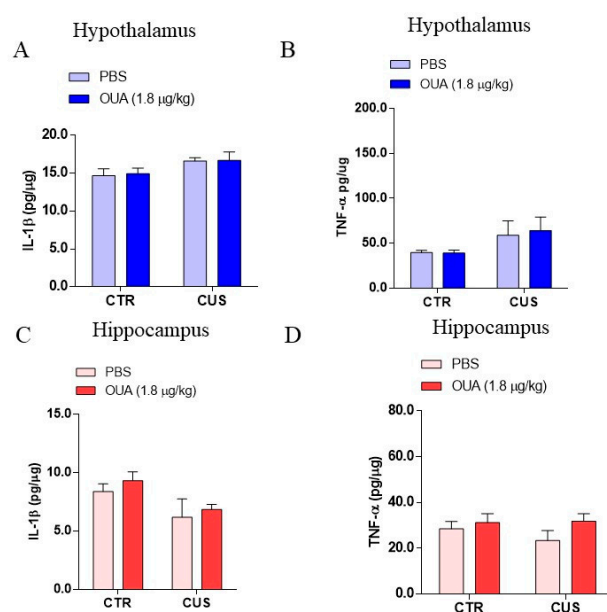 Hypothalamus
A
PBS
OUA (1.8 µg/kg)
IL-1β (pg/µg)
20.0
15.0
10.0
5.0
0.0
CTR
CUS
Hypothalamus
B
PBS
OUA (1.8 µg/kg)
TNF-α pg/ug
200.0
150.0
100.0
50.0
0.0
CTR
CUS
Hippocampus
C
PBS
OUA (1.8 µg/kg)
IL-1β (pg/µg)
15.0
10.0
5.0
0.0
CTR
CUS
Hippocampus
D
PBS
OUA (1.8 µg/kg)
TNF-α (pg/µg)
80.0
60.0
40.0
20.0
0.0
CTR
CUS